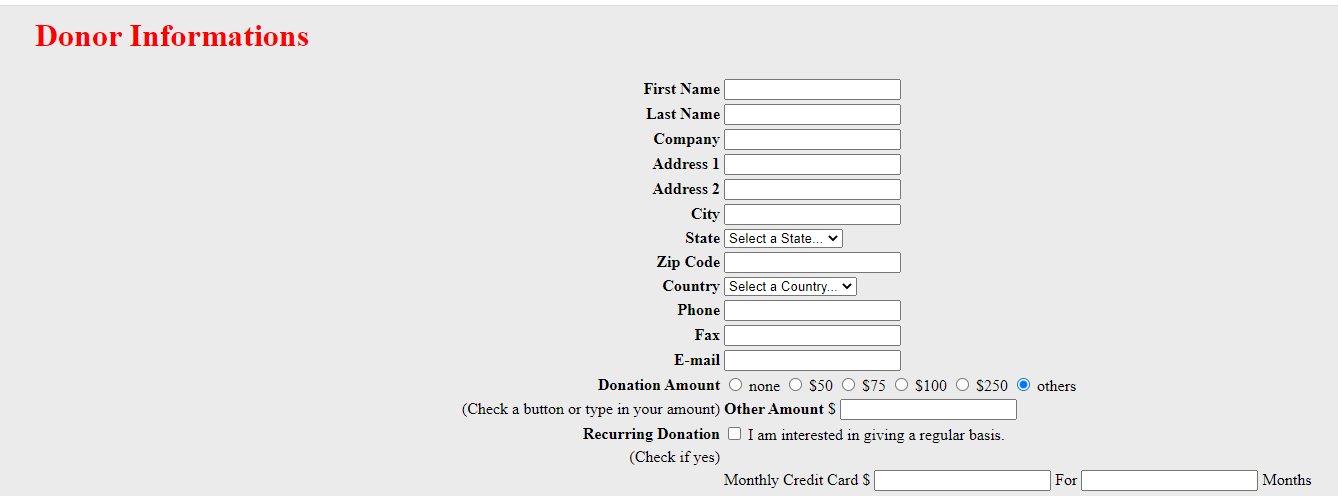 Donor Informations
First Name
Last Name
Company
Address 1
Address 2
City
State Select a State...
Zip Code
Country Select a Country...
Phone
Fax
E-mail
Donation Amount none $50 $75 $100 $250 others
(Check a button or type in your amount) Other Amount $
Recurring Donation I am interested in giving a regular basis.
(Check if yes)
Monthly Credit Card $ For Months